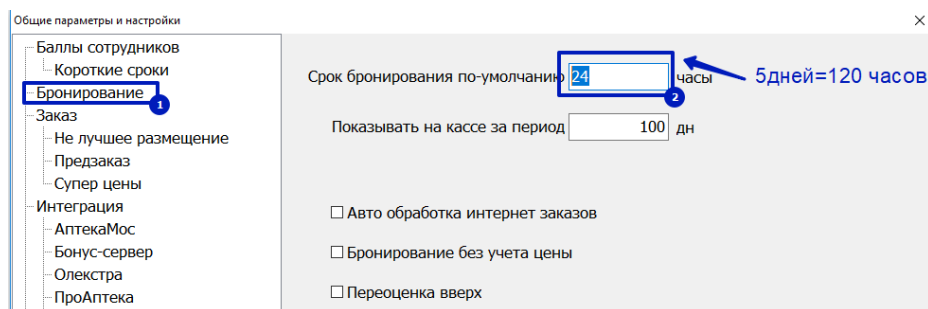 Общие параметры и настройки
Баллы сотрудников
Короткие сроки
Бронирование
1
Заказ
Не лучшее размещение
Предзаказ
Супер цены
Интеграция
АптекаМос
Бонус-сервер
Олекстра
ПроАптека
Срок бронирования по-умолчанию 24 часы
2
5дней=120 часов
Показывать на кассе за период 100 дн
Авто обработка интернет заказов
Бронирование без учета цены
Переоценка вверх